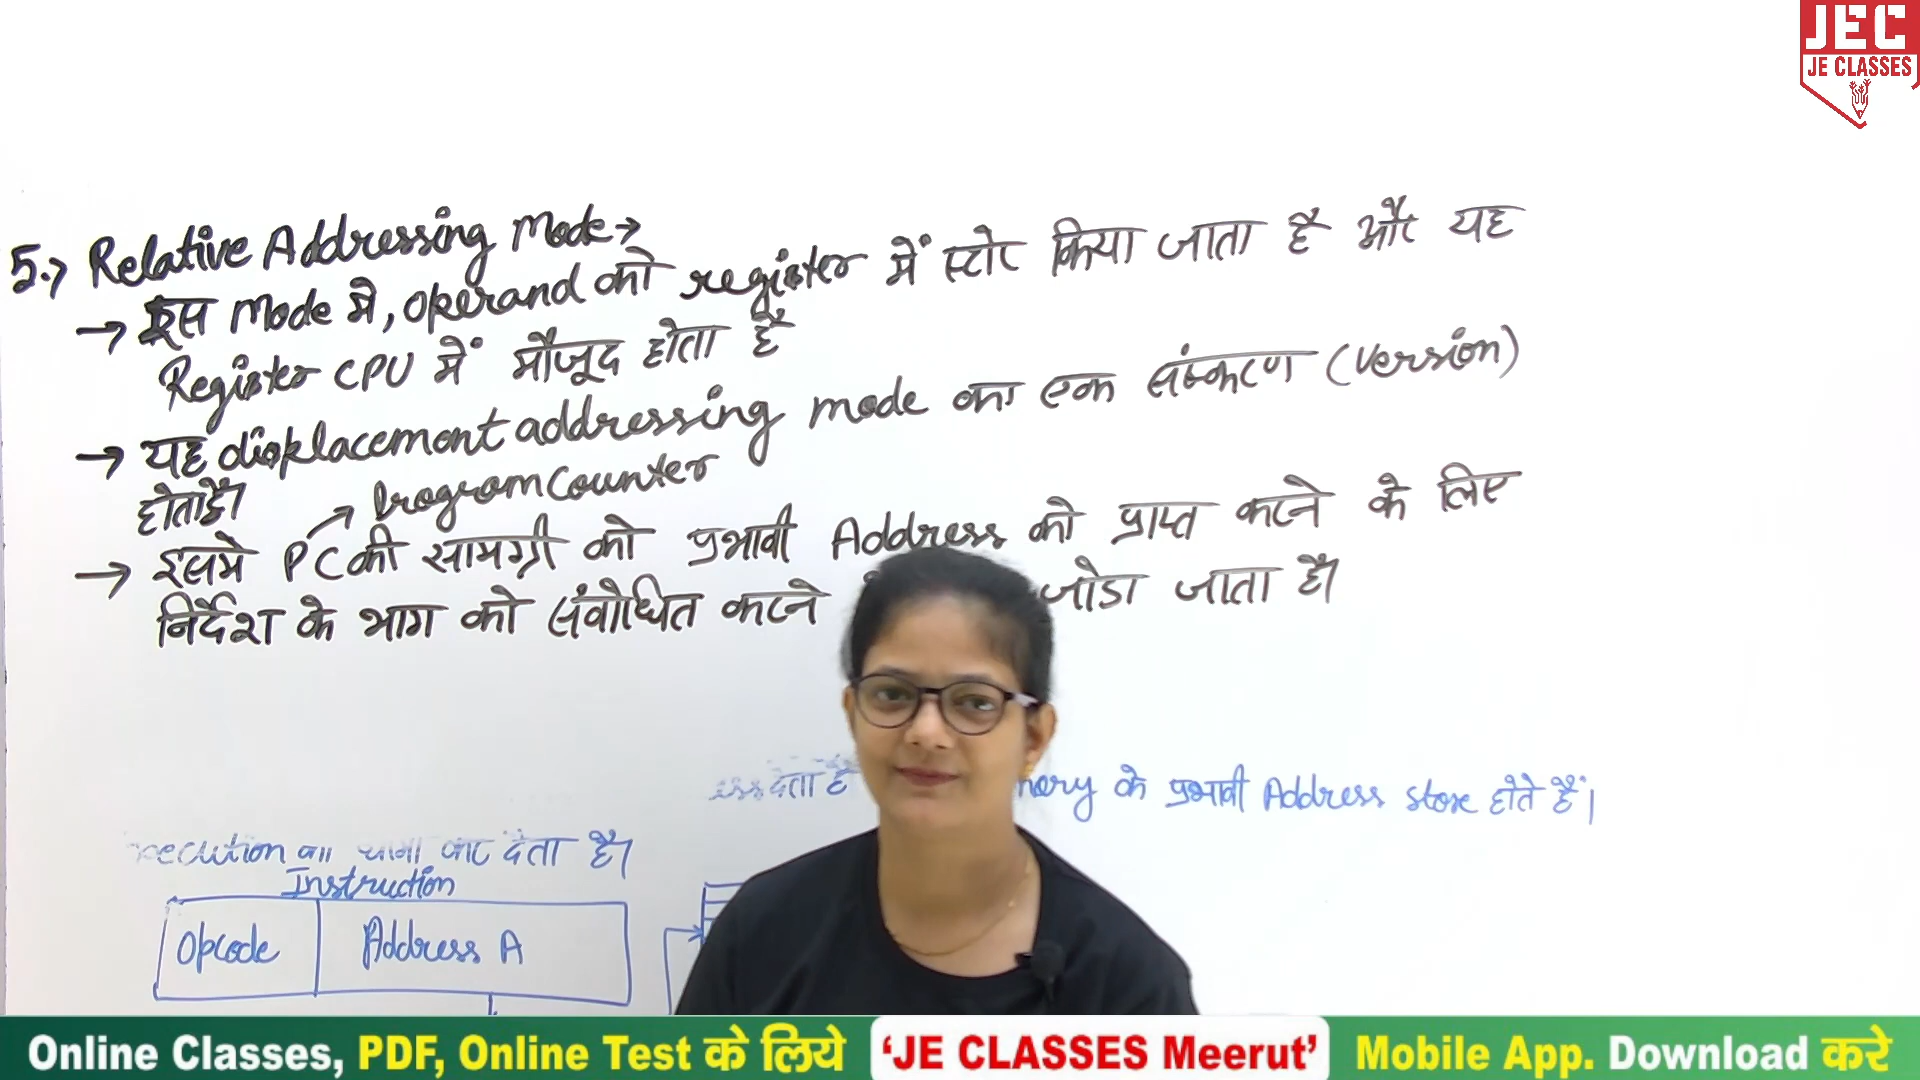 JEC
JE CLASSES
5.→ Relative Addressing Mode→
→ इस Mode मे, operand को register में स्टोर किया जाता है और यह
Register CPU में मौजूद होता है
→ यह displacement addressing mode का एक संस्करण (Version)
होता है।
→ Program Counter
→ इसमे PC की सामग्री को प्रभावी Address को प्राप्त करने के लिए
निर्देश के भाग को संबोधित करने जोडा जाता है।
देता है के प्रभावी Address store होते हैं।
देता है।
Instruction
Opcode Address A
Online Classes, PDF, Online Test के लिये 'JE CLASSES Meerut' Mobile App. Download करे